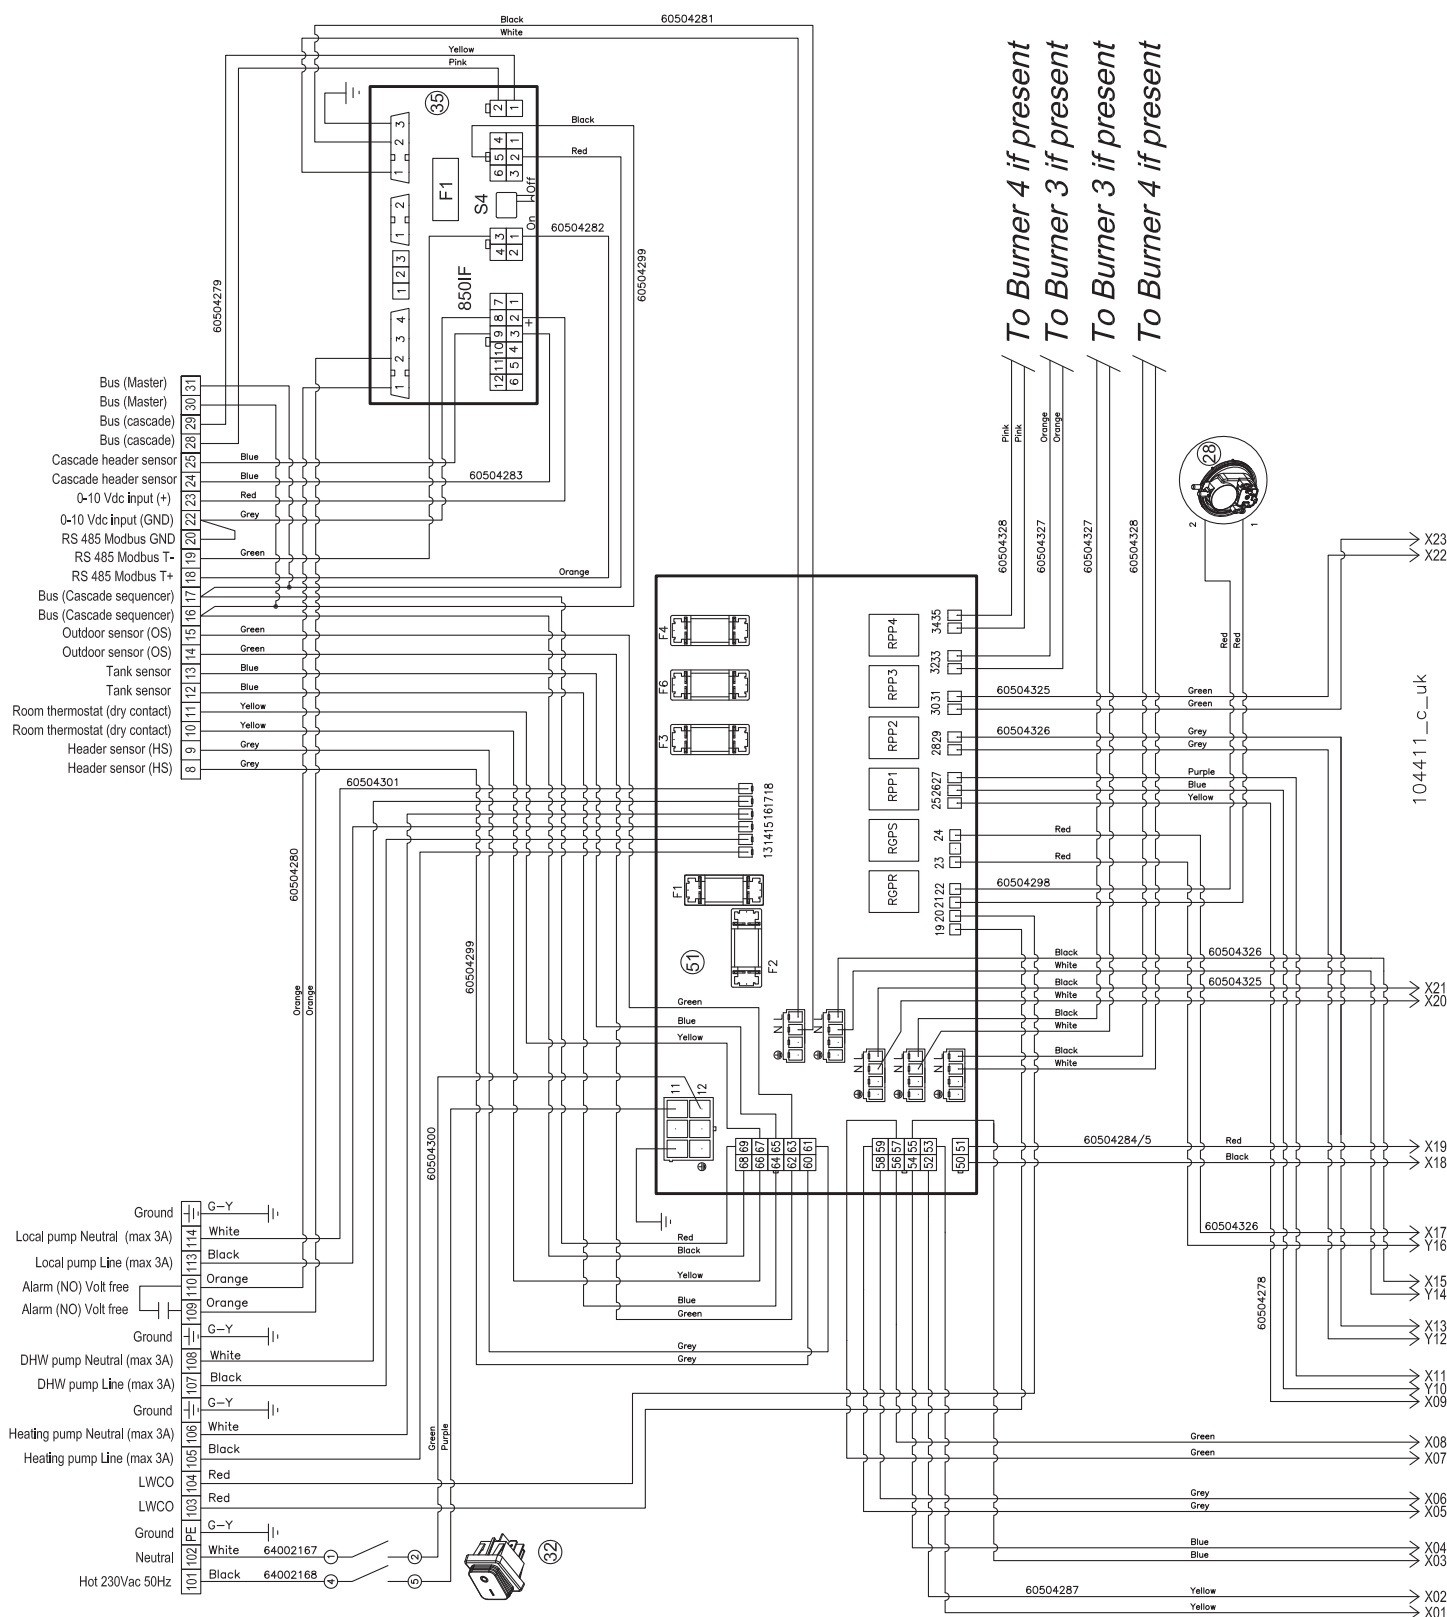 Black 60504281
White
Yellow
Pink
35
3
2
1
2 1
4 1
5 2
6 3
Black
Red
F1
S4
Off
On
2
1
3 1
4 2
60504282
60504299
60504279
1 2 3
850IF
4
3
2
1
7 1
8 2
9 3
10 4
11 5
12 6
+
To Burner 4 if present
To Burner 3 if present
To Burner 3 if present
To Burner 4 if present
Pink
Pink
Orange
Orange
60504328
60504327
60504327
60504328
28
2
1
Red
Red
Bus (Master) 31
Bus (Master) 30
Bus (cascade) 29
Bus (cascade) 28
Cascade header sensor 25 Blue
Cascade header sensor 24 Blue 60504283
0-10 Vdc input (+) 23 Red
0-10 Vdc input (GND) 22 Grey
RS 485 Modbus GND 20
RS 485 Modbus T- 19 Green
RS 485 Modbus T+ 18 Orange
Bus (Cascade sequencer) 17
Bus (Cascade sequencer) 16
Outdoor sensor (OS) 15 Green
Outdoor sensor (OS) 14 Green
Tank sensor 13 Blue
Tank sensor 12 Blue
Room thermostat (dry contact) 11 Yellow
Room thermostat (dry contact) 10 Yellow
Header sensor (HS) 9 Grey
Header sensor (HS) 8 Grey
60504301
60504280
Orange
Orange
60504299
60504300
F4
F6
F3
131415161718
F1
F2
51
RPP4
RPP3
RPP2
RPP1
RGPS
RGPR
3435
3233
3031
2829
252627
24
23
19 202122
X23
X22
60504325 Green
Green
60504326 Grey
Grey
Purple
Blue
Yellow
Red
Red
60504298
104411_c_uk
Black 60504326
White
Black 60504325
White
Black
White
Black
White
X21
X20
Green
Blue
Yellow
N L
N L
N L
N L
N L
11
12
69 67 65 63 61
68 66 64 62 60
59 57 55 53
58 56 54 52
51
50
60504284/5 Red
Black
X19
X18
Red
Black
Yellow
Blue
Green
Grey
Grey
60504326
60504278
X17
Y16
X15
Y14
X13
Y12
X11
Y10
X09
Green X08
Green X07
Grey X06
Grey X05
Blue X04
Blue X03
60504287 Yellow X02
Yellow X01
Ground G-Y
Local pump Neutral (max 3A) 114 White
Local pump Line (max 3A) 113 Black
Alarm (NO) Volt free 110 Orange
Alarm (NO) Volt free 109 Orange
Ground G-Y
DHW pump Neutral (max 3A) 108 White
DHW pump Line (max 3A) 107 Black
Ground G-Y
Heating pump Neutral (max 3A) 106 White
Heating pump Line (max 3A) 105 Black
LWCO 104 Red
LWCO 103 Red
Ground PE G-Y
Neutral 102 White 64002167 1 2
Hot 230Vac 50Hz 101 Black 64002168 4 5
Green
Purple
32